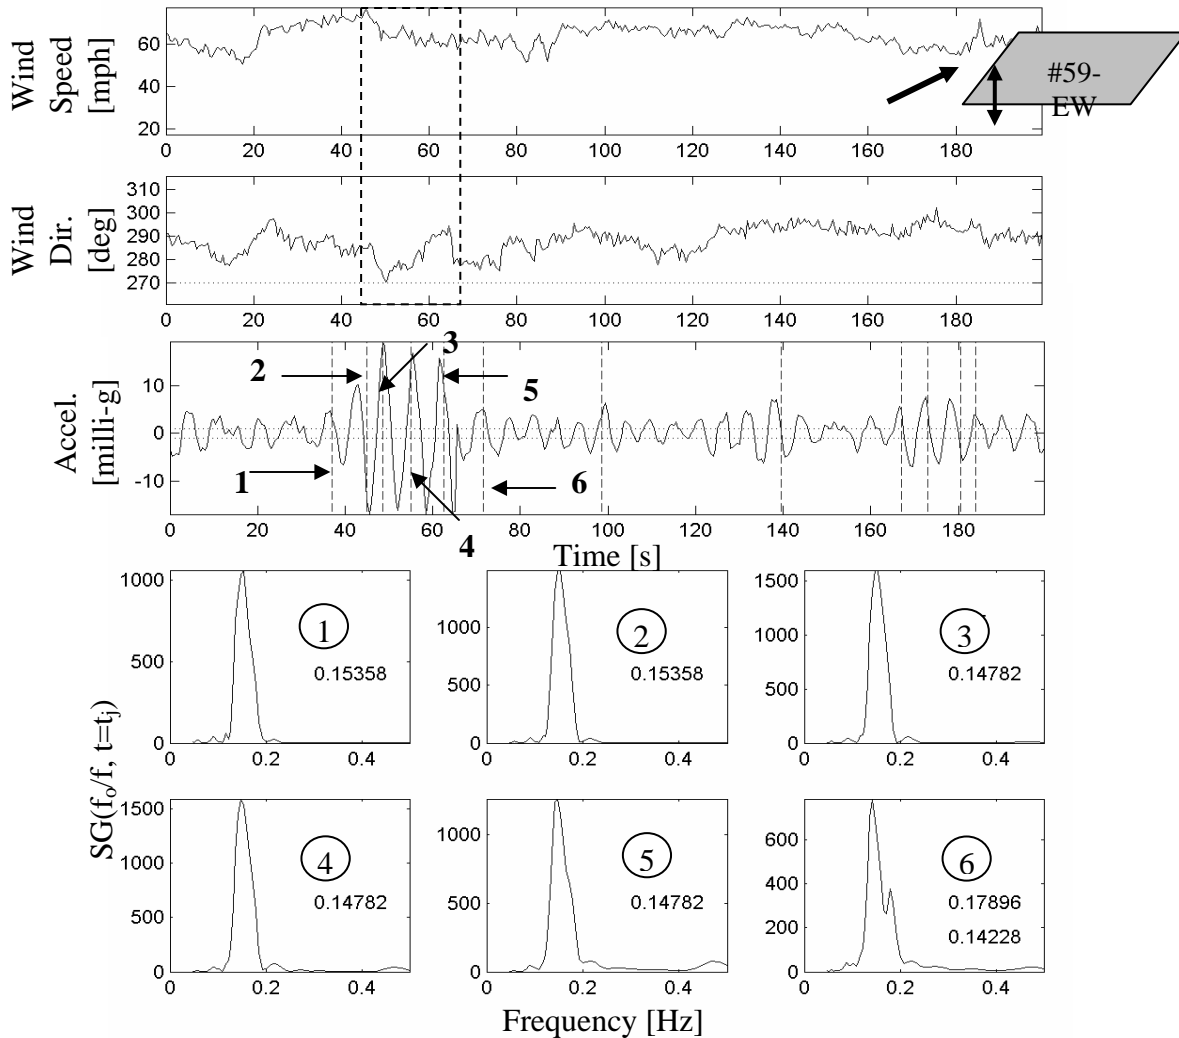 Wind
Speed
[mph]
60
40
20
0 20 40 60 80 100 120 140 160 180
#59-
EW
Wind
Dir.
[deg]
310
300
290
280
270
0 20 40 60 80 100 120 140 160 180
Accel.
[milli-g]
10
0
-10
2
3
5
1
6
4
0 20 40 60 80 100 120 140 160 180
Time [s]
SG(fo/f, t=tj)
1000
500
0
0 0.2 0.4
1
0.15358
1000
500
0
0 0.2 0.4
2
0.15358
1500
1000
500
0
0 0.2 0.4
3
0.14782
1500
1000
500
0
0 0.2 0.4
4
0.14782
1000
500
0
0 0.2 0.4
5
0.14782
600
400
200
0
0 0.2 0.4
6
0.17896
0.14228
Frequency [Hz]